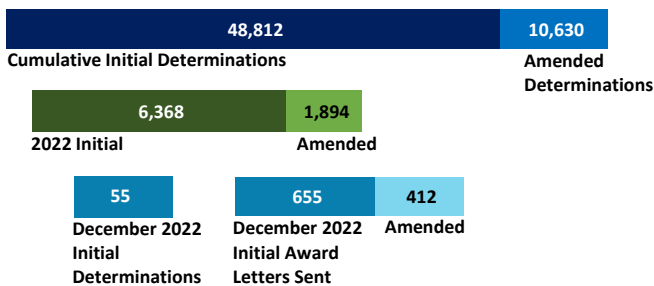 48,812 10,630
Cumulative Initial Determinations Amended
Determinations
6,368 1,894
2022 Initial Amended
55 655 412
December 2022 December 2022 Amended
Initial Initial Award
Determinations Letters Sent